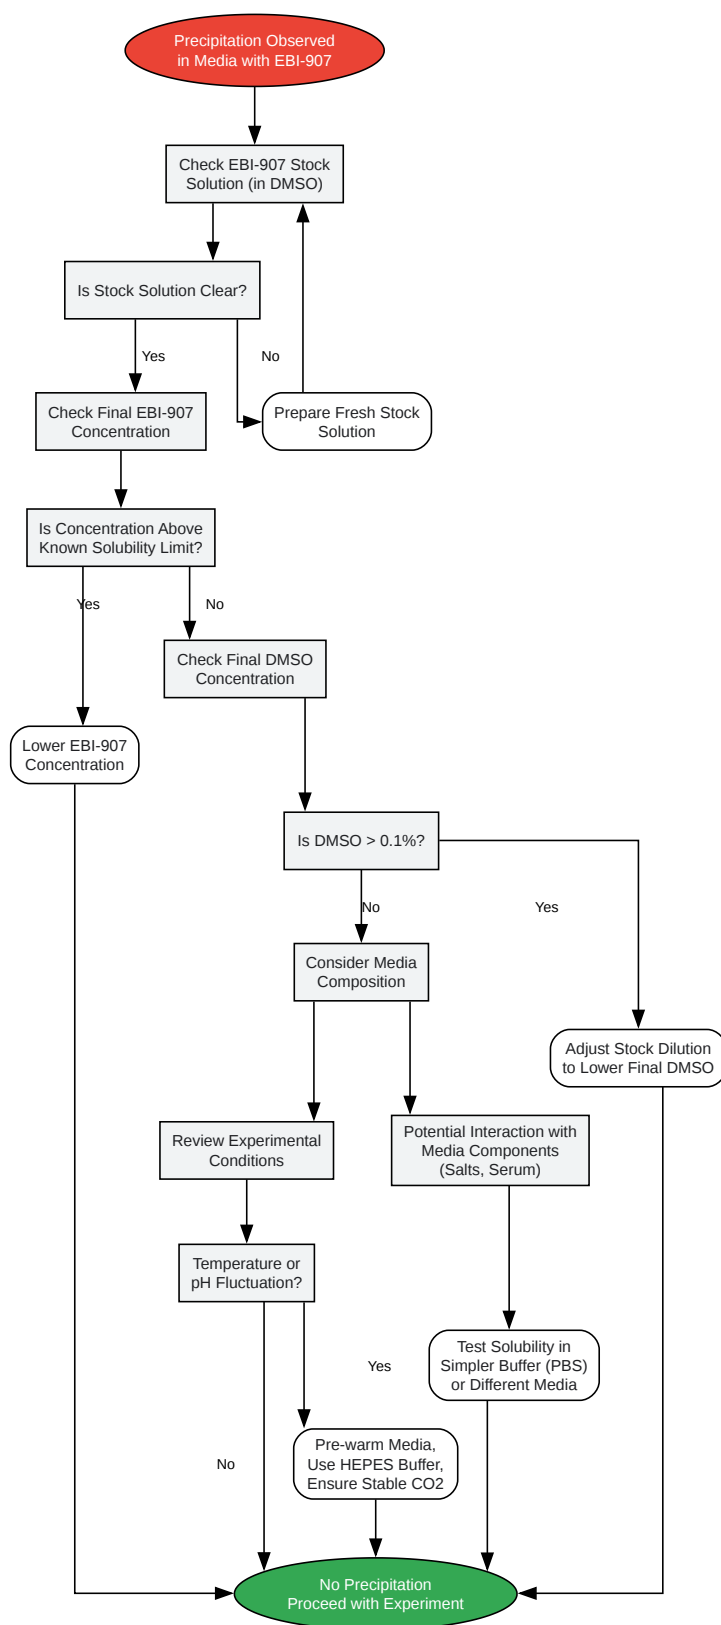 Precipitation Observed
in Media with EBI-907
Check EBI-907 Stock
Solution (in DMSO)
Is Stock Solution Clear?
Yes
No
Check Final EBI-907
Concentration
Prepare Fresh Stock
Solution
Is Concentration Above
Known Solubility Limit?
Yes
No
Check Final DMSO
Concentration
Lower EBI-907
Concentration
Is DMSO > 0.1%?
No
Yes
Consider Media
Composition
Adjust Stock Dilution
to Lower Final DMSO
Review Experimental
Conditions
Potential Interaction with
Media Components
(Salts, Serum)
Temperature or
pH Fluctuation?
Test Solubility in
Simpler Buffer (PBS)
or Different Media
Yes
No
Pre-warm Media,
Use HEPES Buffer,
Ensure Stable CO2
No Precipitation
Proceed with Experiment